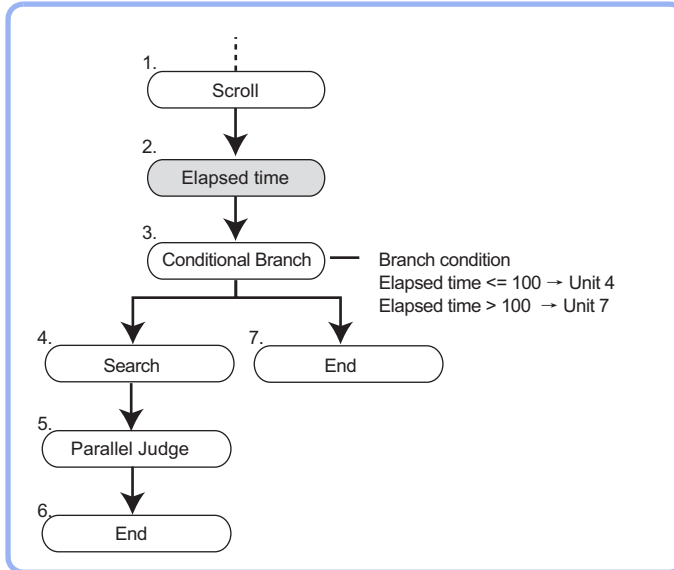 1.
Scroll
2.
Elapsed time
3.
Conditional Branch
Branch condition
Elapsed time <= 100 → Unit 4
Elapsed time > 100 → Unit 7
4.
Search
7.
End
5.
Parallel Judge
6.
End